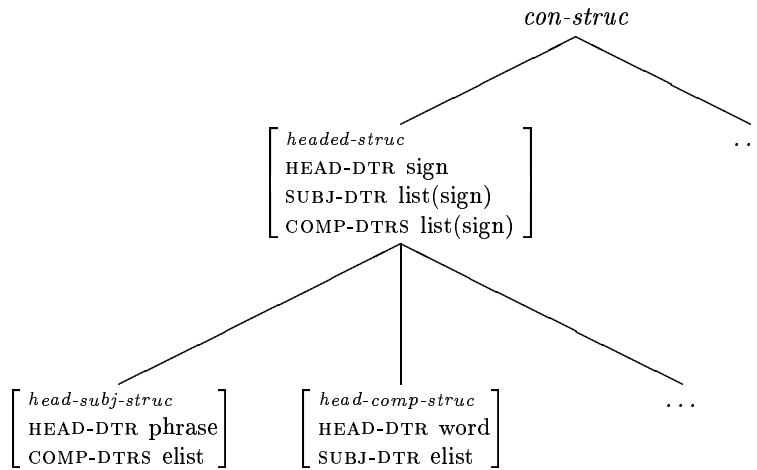 con-struc
headed-struc
HEAD-DTR sign
SUBJ-DTR list(sign)
COMP-DTRS list(sign)
. .
head-subj-struc
HEAD-DTR phrase
COMP-DTRS elist
head-comp-struc
HEAD-DTR word
SUBJ-DTR elist
. . .